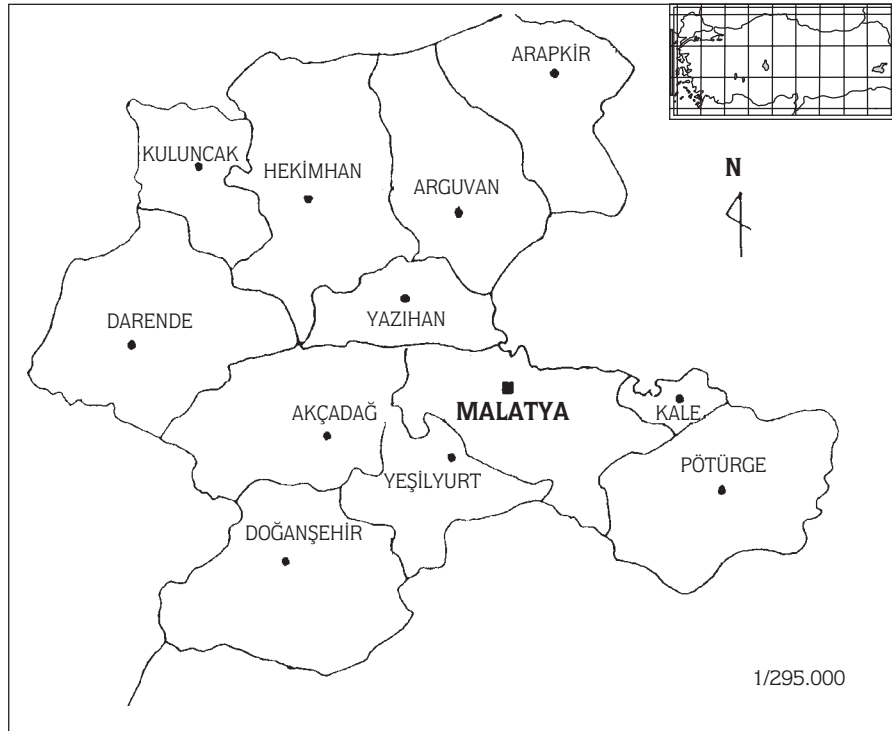 ARAPKİR
KULUNCAK
HEKİMHAN
ARGUVAN
N
DARENDE
YAZIHAN
AKÇADAĞ
MALATYA
KALE
YEŞİLYURT
PÖTÜRGE
DOĞANŞEHİR
1/295.000